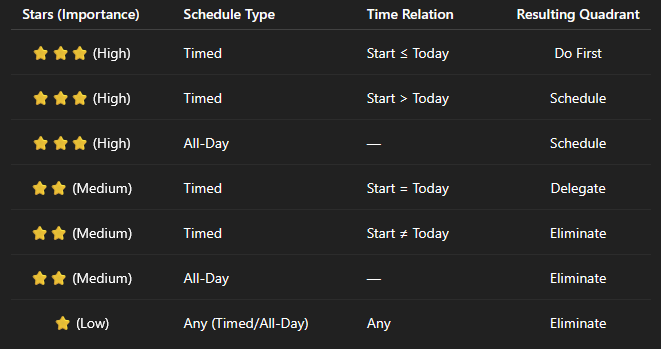 Stars (Importance) Schedule Type Time Relation Resulting Quadrant
⭐⭐⭐ (High) Timed Start ≤ Today Do First
⭐⭐⭐ (High) Timed Start > Today Schedule
⭐⭐⭐ (High) All-Day — Schedule
⭐⭐ (Medium) Timed Start = Today Delegate
⭐⭐ (Medium) Timed Start ≠ Today Eliminate
⭐⭐ (Medium) All-Day — Eliminate
⭐ (Low) Any (Timed/All-Day) Any Eliminate